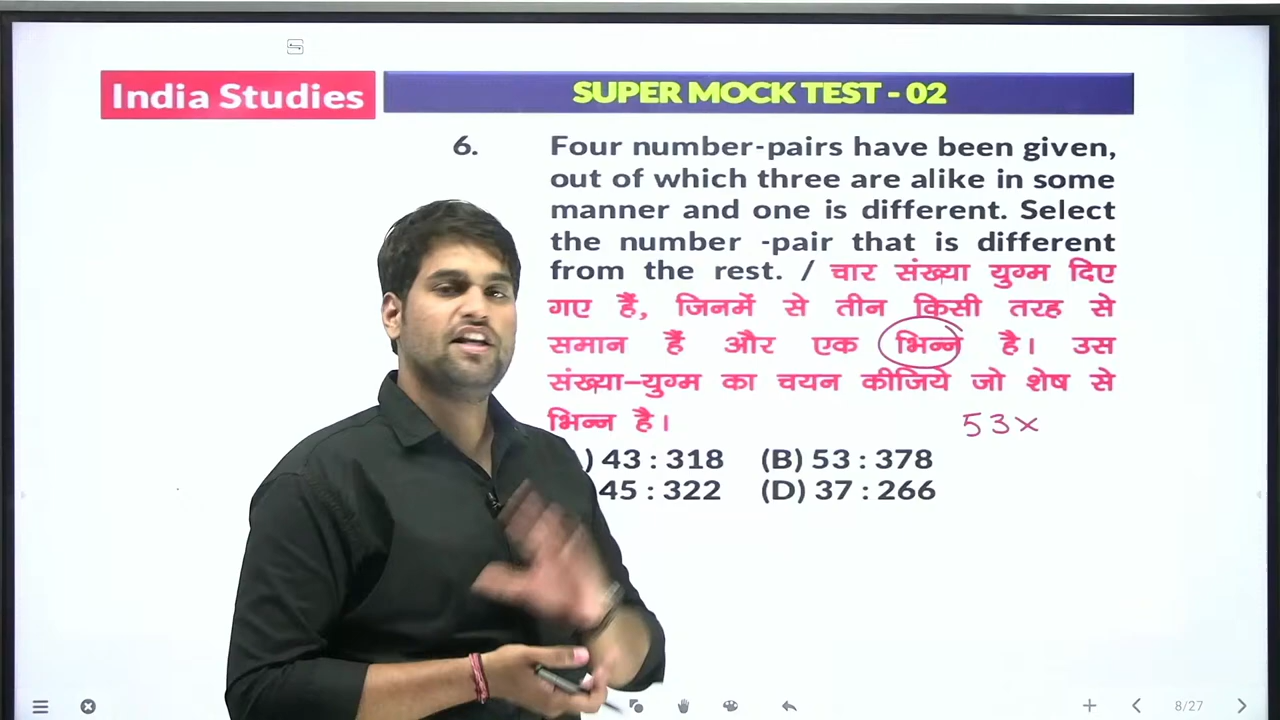 India Studies
SUPER MOCK TEST - 02
6.
Four number-pairs have been given,
out of which three are alike in some
manner and one is different. Select
the number -pair that is different
from the rest. / चार संख्या युग्म दिए
गए हैं, जिनमें से तीन किसी तरह से
समान हैं और एक भिन्न है। उस
संख्या–युग्म का चयन कीजिये जो शेष से
भिन्न है।
53×
) 43 : 318 (B) 53 : 378
45 : 322 (D) 37 : 266
8/27